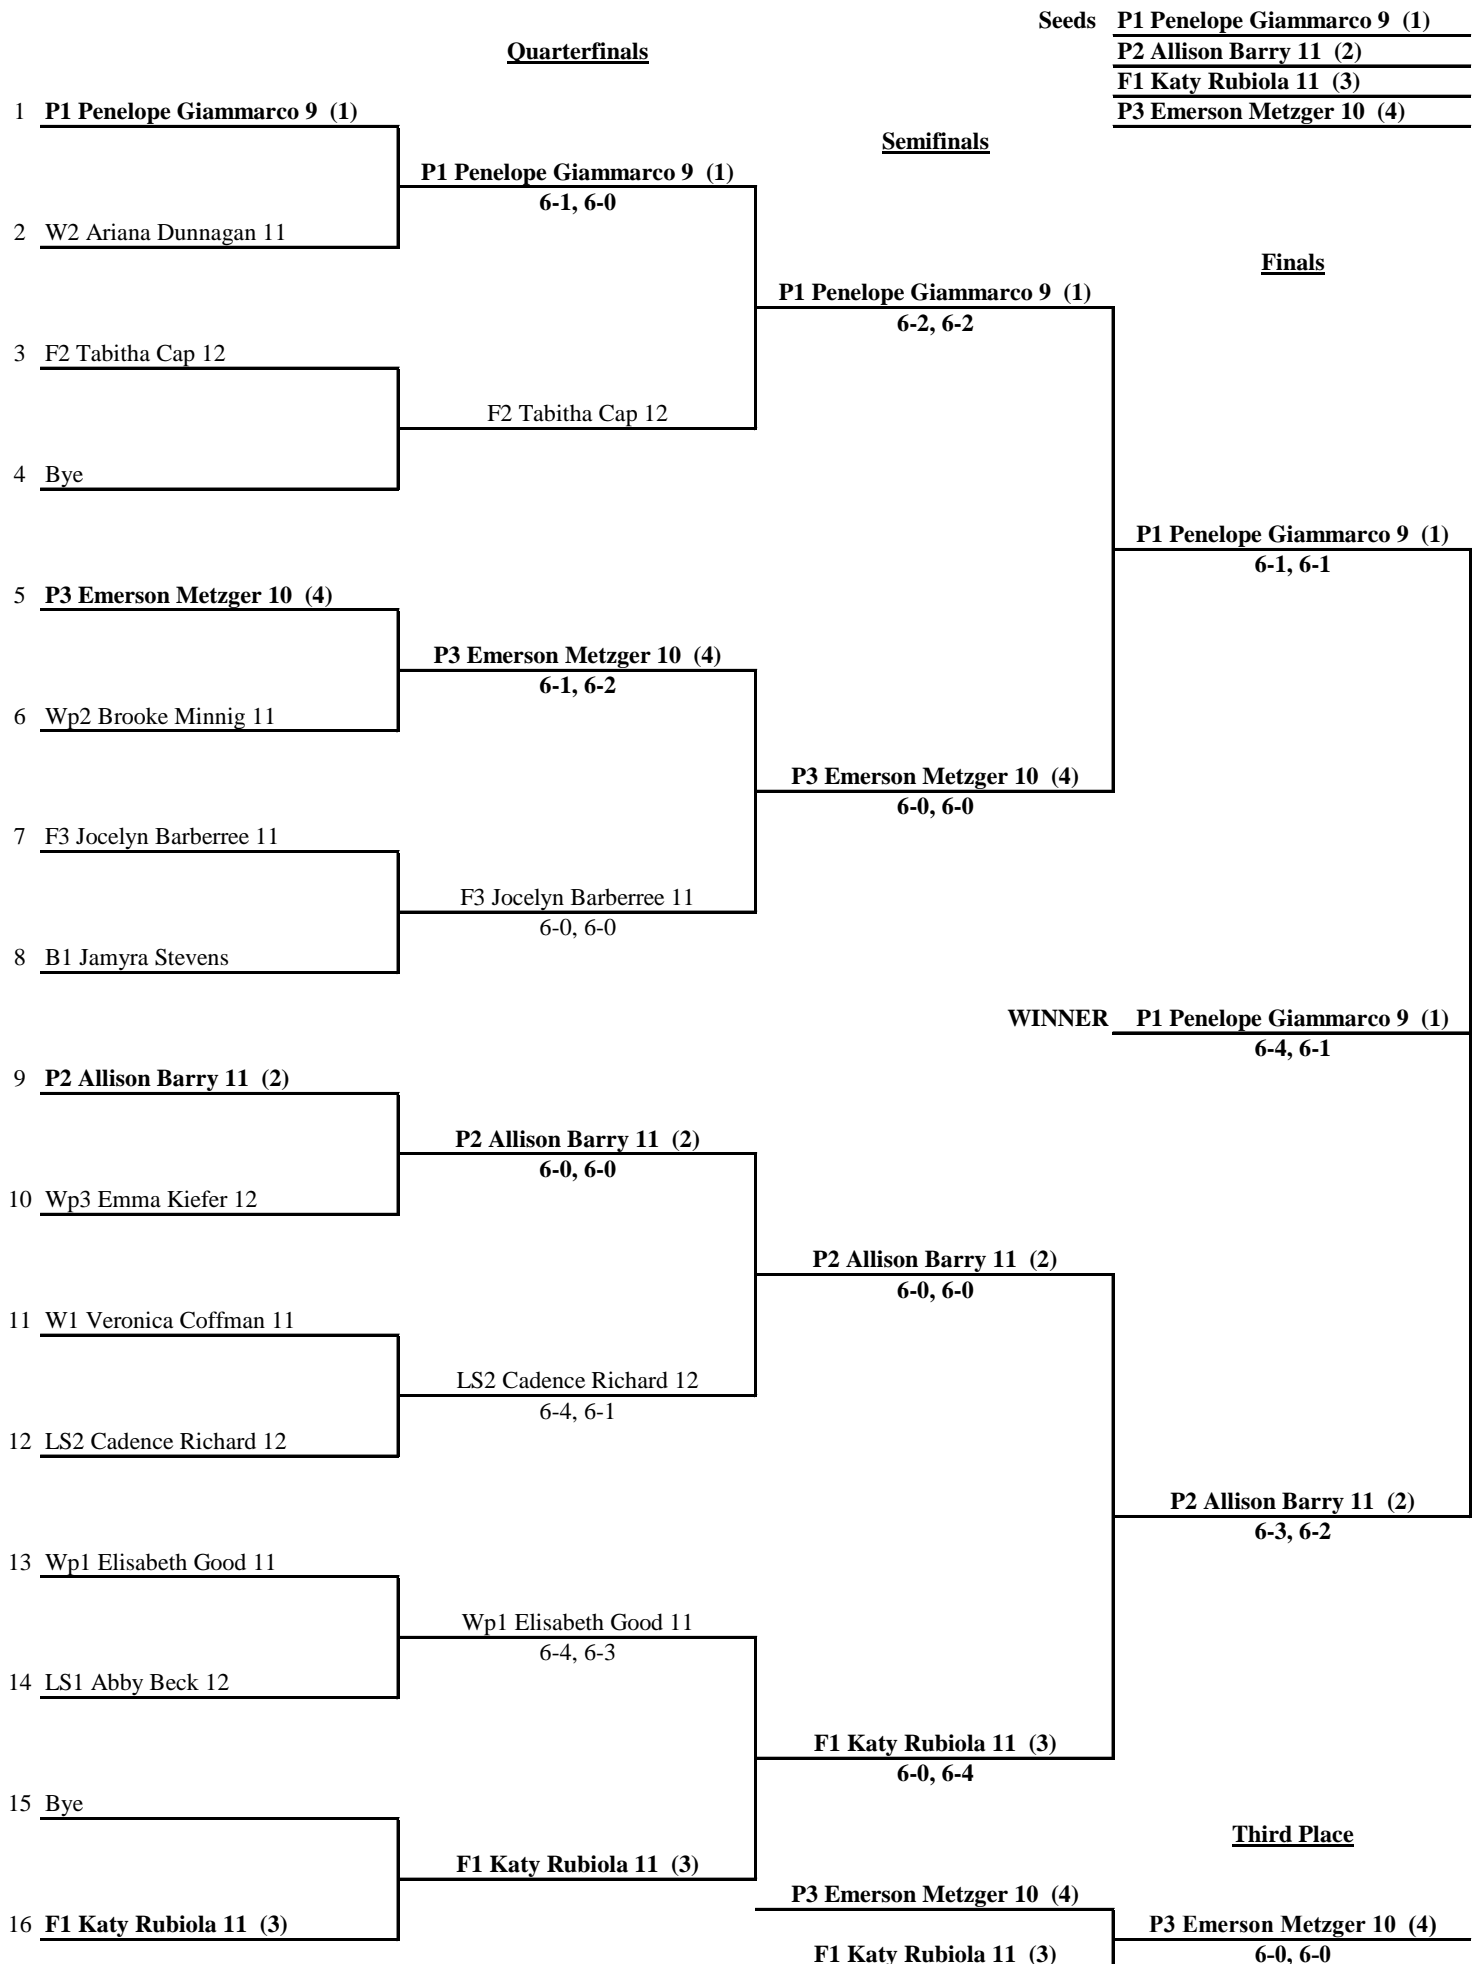 Seeds P1 Penelope Giammarco 9 (1)
Quarterfinals
P2 Allison Barry 11 (2)
F1 Katy Rubiola 11 (3)
1 P1 Penelope Giammarco 9 (1)
P3 Emerson Metzger 10 (4)
Semifinals
P1 Penelope Giammarco 9 (1)
6-1, 6-0
2 W2 Ariana Dunnagan 11
Finals
P1 Penelope Giammarco 9 (1)
6-2, 6-2
3 F2 Tabitha Cap 12
F2 Tabitha Cap 12
4 Bye
P1 Penelope Giammarco 9 (1)
6-1, 6-1
5 P3 Emerson Metzger 10 (4)
P3 Emerson Metzger 10 (4)
6-1, 6-2
6 Wp2 Brooke Minnig 11
P3 Emerson Metzger 10 (4)
6-0, 6-0
7 F3 Jocelyn Barberree 11
F3 Jocelyn Barberree 11
6-0, 6-0
8 B1 Jamyra Stevens
WINNER P1 Penelope Giammarco 9 (1)
6-4, 6-1
9 P2 Allison Barry 11 (2)
P2 Allison Barry 11 (2)
6-0, 6-0
10 Wp3 Emma Kiefer 12
P2 Allison Barry 11 (2)
6-0, 6-0
11 W1 Veronica Coffman 11
LS2 Cadence Richard 12
6-4, 6-1
12 LS2 Cadence Richard 12
P2 Allison Barry 11 (2)
6-3, 6-2
13 Wp1 Elisabeth Good 11
Wp1 Elisabeth Good 11
6-4, 6-3
14 LS1 Abby Beck 12
F1 Katy Rubiola 11 (3)
6-0, 6-4
15 Bye
Third Place
F1 Katy Rubiola 11 (3)
P3 Emerson Metzger 10 (4)
16 F1 Katy Rubiola 11 (3)
P3 Emerson Metzger 10 (4)
F1 Katy Rubiola 11 (3)
6-0, 6-0